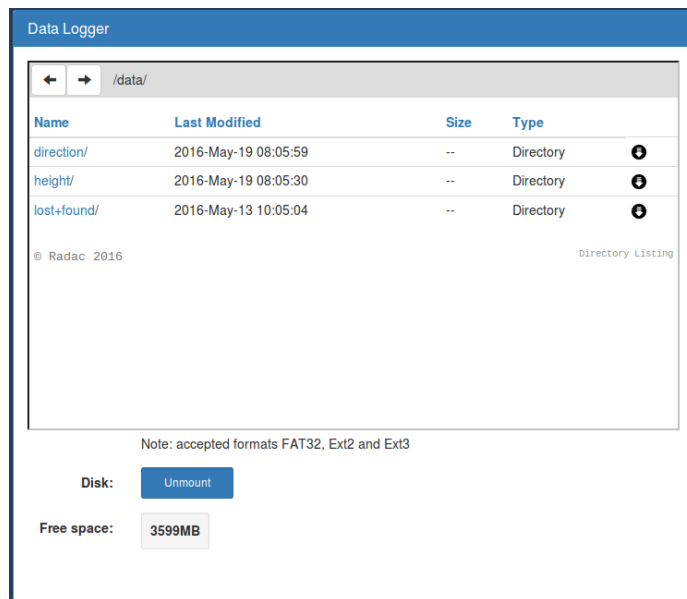 Data Logger
/data/
Name Last Modified Size Type
direction/ 2016-May-19 08:05:59 -- Directory
height/ 2016-May-19 08:05:30 -- Directory
lost+found/ 2016-May-13 10:05:04 -- Directory
© Radac 2016 Directory Listing
Note: accepted formats FAT32, Ext2 and Ext3
Disk: Unmount
Free space: 3599MB